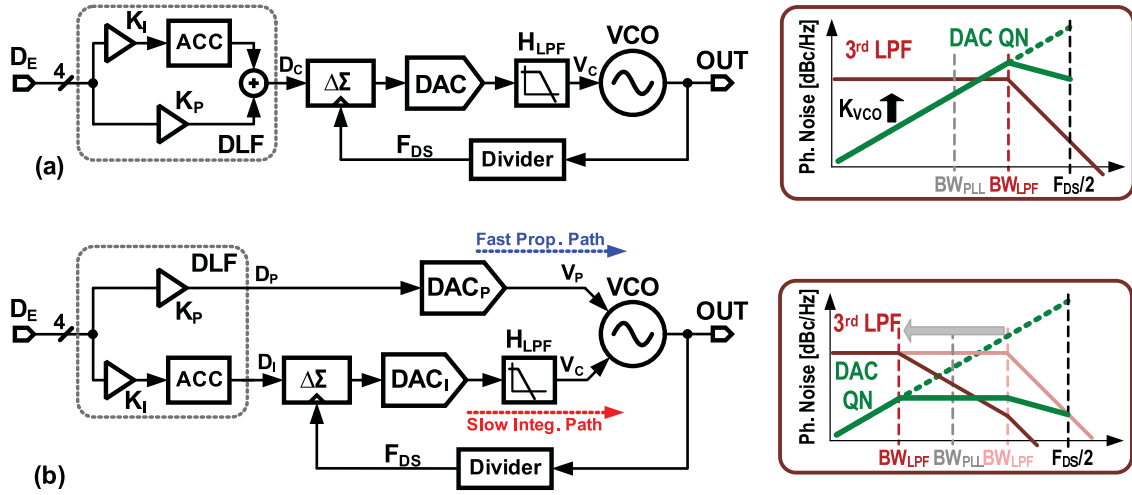 K_I
ACC
D_E
4
K_P
DLF
+
D_C
ΔΣ
DAC
H_LPF
V_C
VCO
OUT
F_DS
Divider
(a)
Ph. Noise [dBc/Hz]
3rd LPF
DAC QN
K_VCO
BW_PLL
BW_LPF
F_DS/2
DLF
D_P
K_P
D_E
4
K_I
ACC
D_I
ΔΣ
DAC_P
Fast Prop. Path
V_P
VCO
OUT
DAC_I
H_LPF
V_C
Slow Integ. Path
F_DS
Divider
(b)
Ph. Noise [dBc/Hz]
3rd LPF
DAC
QN
BW_LPF
BW_PLL
BW_LPF
F_DS/2